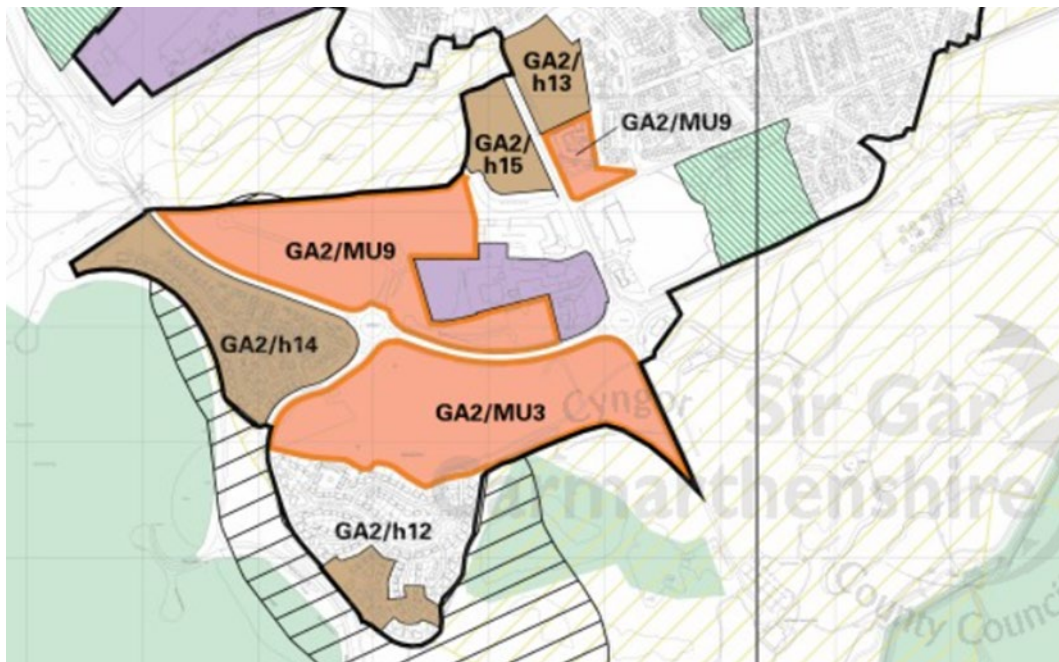 GA2/
h13
GA2/MU9
GA2/
h15
GA2/MU9
GA2/h14
GA2/MU3
Cyngor Sir Gâr
Carmarthenshire
GA2/h12
County Counc